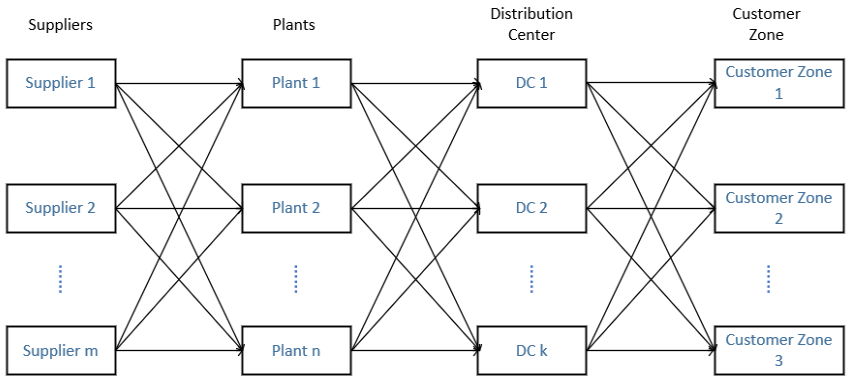 Suppliers
Plants
Distribution
Center
Customer
Zone
Supplier 1
Plant 1
DC 1
Customer Zone
1
Supplier 2
Plant 2
DC 2
Customer Zone
2
Supplier m
Plant n
DC k
Customer Zone
3